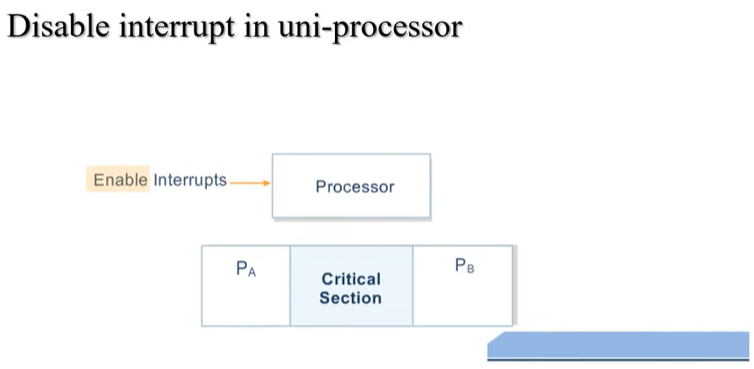 Disable interrupt in uni-processor
Enable Interrupts
Processor
PA
Critical
Section
PB